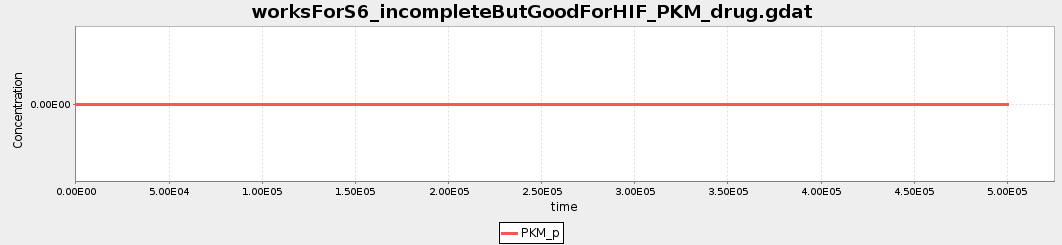 worksForS6_incompleteButGoodForHIF_PKM_drug.gdat
Concentration
0.00E00
0.00E00 5.00E04 1.00E05 1.50E05 2.00E05 2.50E05 3.00E05 3.50E05 4.00E05 4.50E05 5.00E05
time
PKM_p